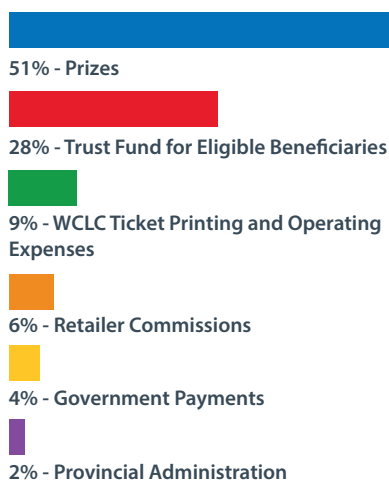 51% - Prizes
28% - Trust Fund for Eligible Beneficiaries
9% - WCLC Ticket Printing and Operating
Expenses
6% - Retailer Commissions
4% - Government Payments
2% - Provincial Administration